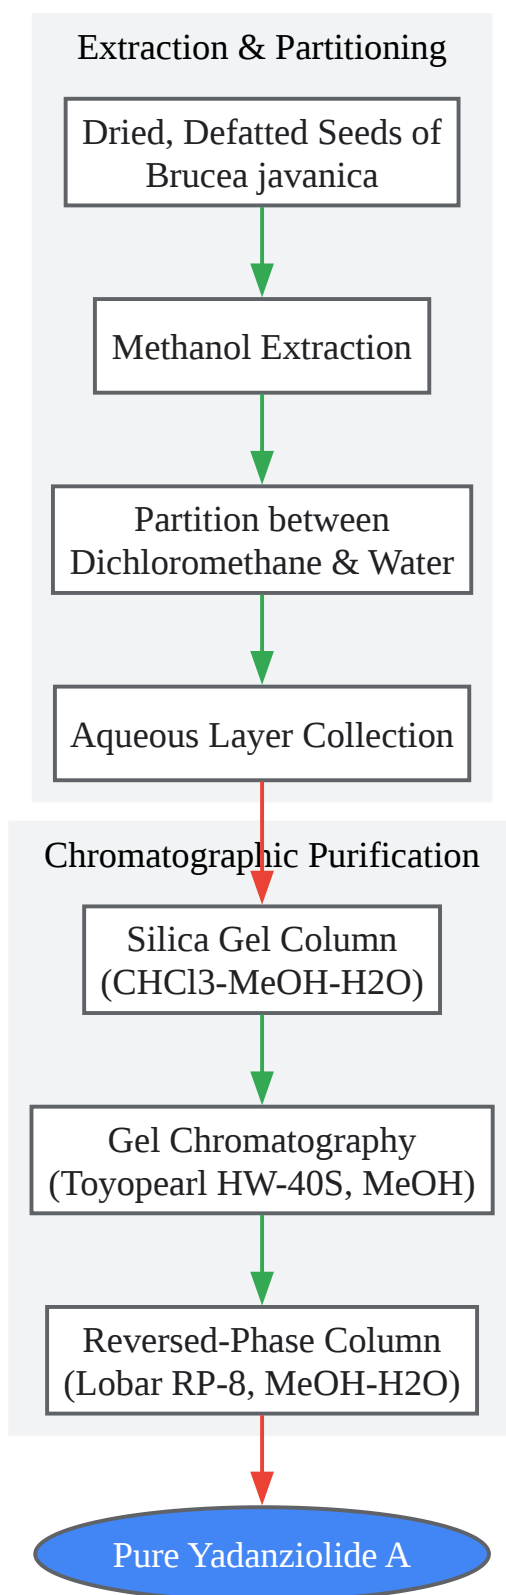 Extraction & Partitioning
Dried, Defatted Seeds of
Brucea javanica
Methanol Extraction
Partition between
Dichloromethane & Water
Aqueous Layer Collection
Chromatographic Purification
Silica Gel Column
(CHCl3-MeOH-H2O)
Gel Chromatography
(Toyopearl HW-40S, MeOH)
Reversed-Phase Column
(Lobar RP-8, MeOH-H2O)
Pure Yadanziolide A